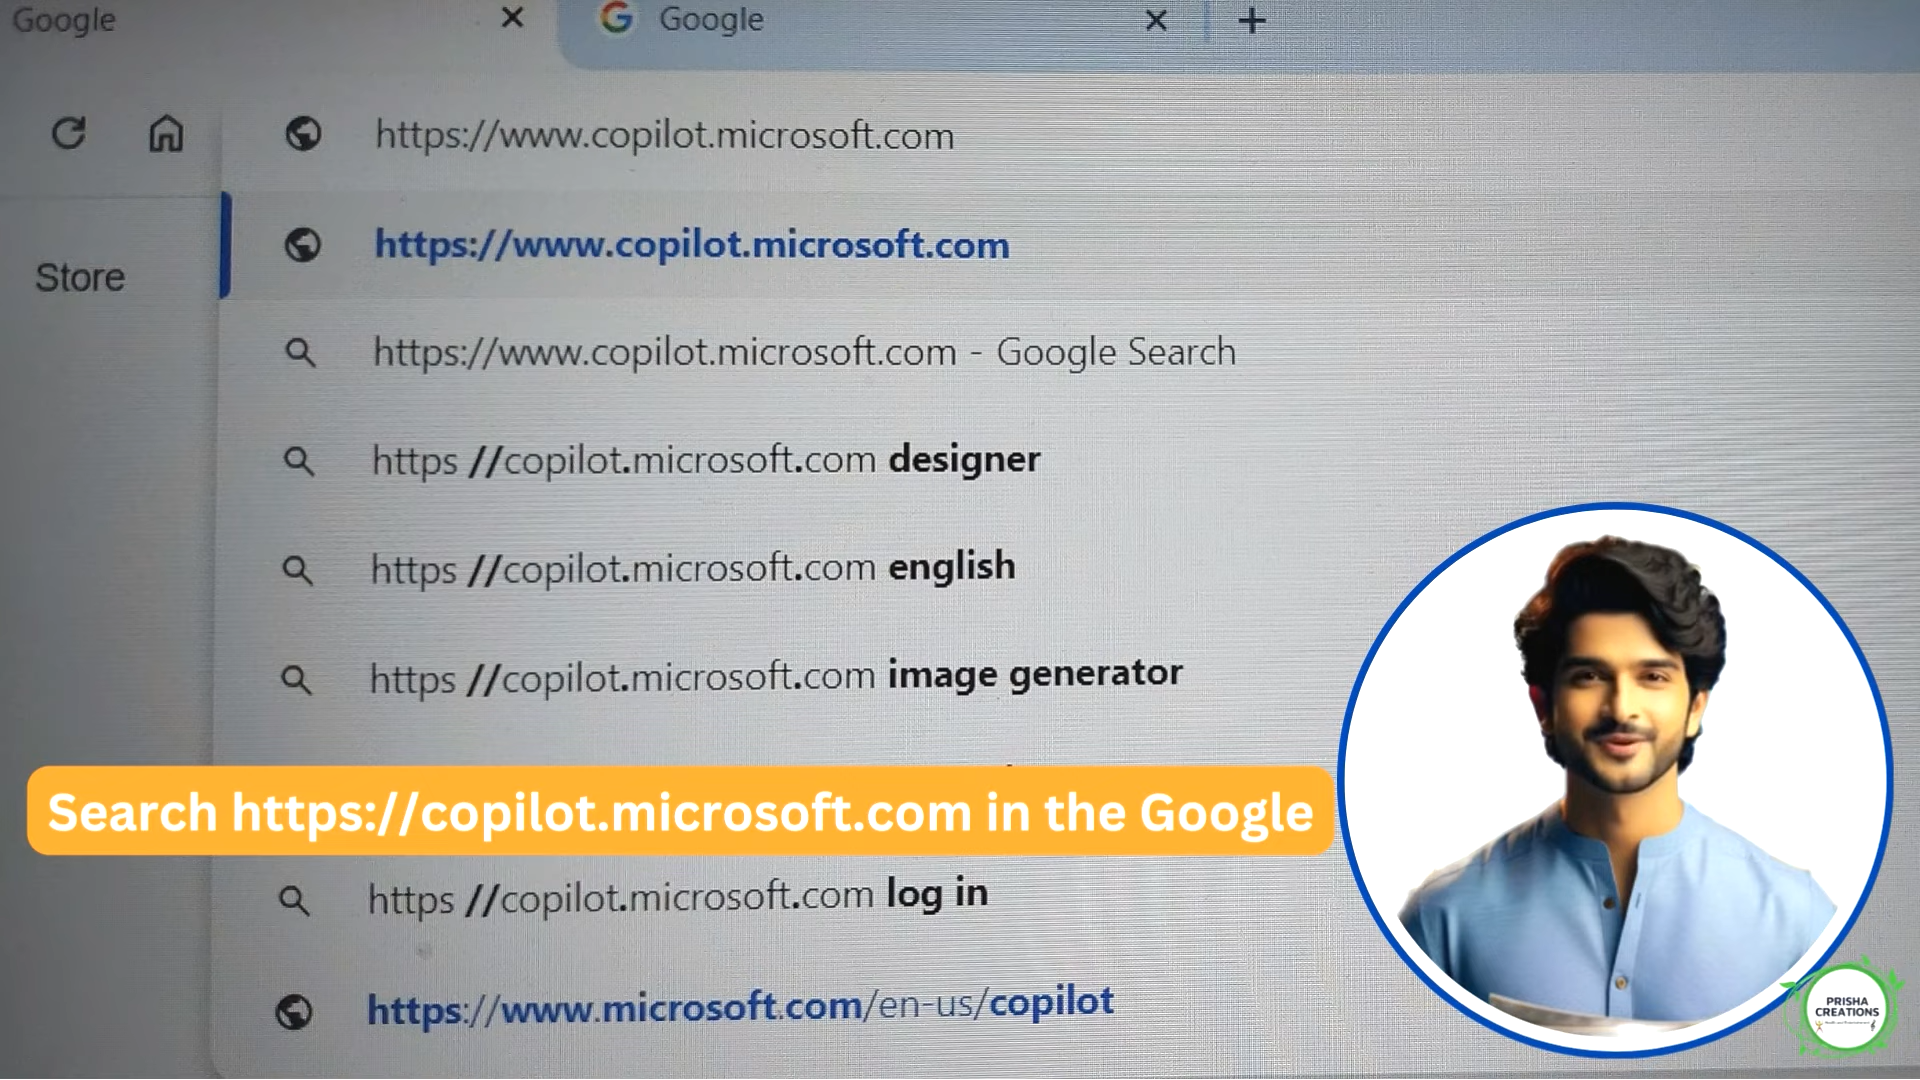 Google
Google
https://www.copilot.microsoft.com
https://www.copilot.microsoft.com
Store
https://www.copilot.microsoft.com - Google Search
https //copilot.microsoft.com designer
https //copilot.microsoft.com english
https //copilot.microsoft.com image generator
Search https://copilot.microsoft.com in the Google
https //copilot.microsoft.com log in
https://www.microsoft.com/en-us/copilot
PRISHA
CREATIONS